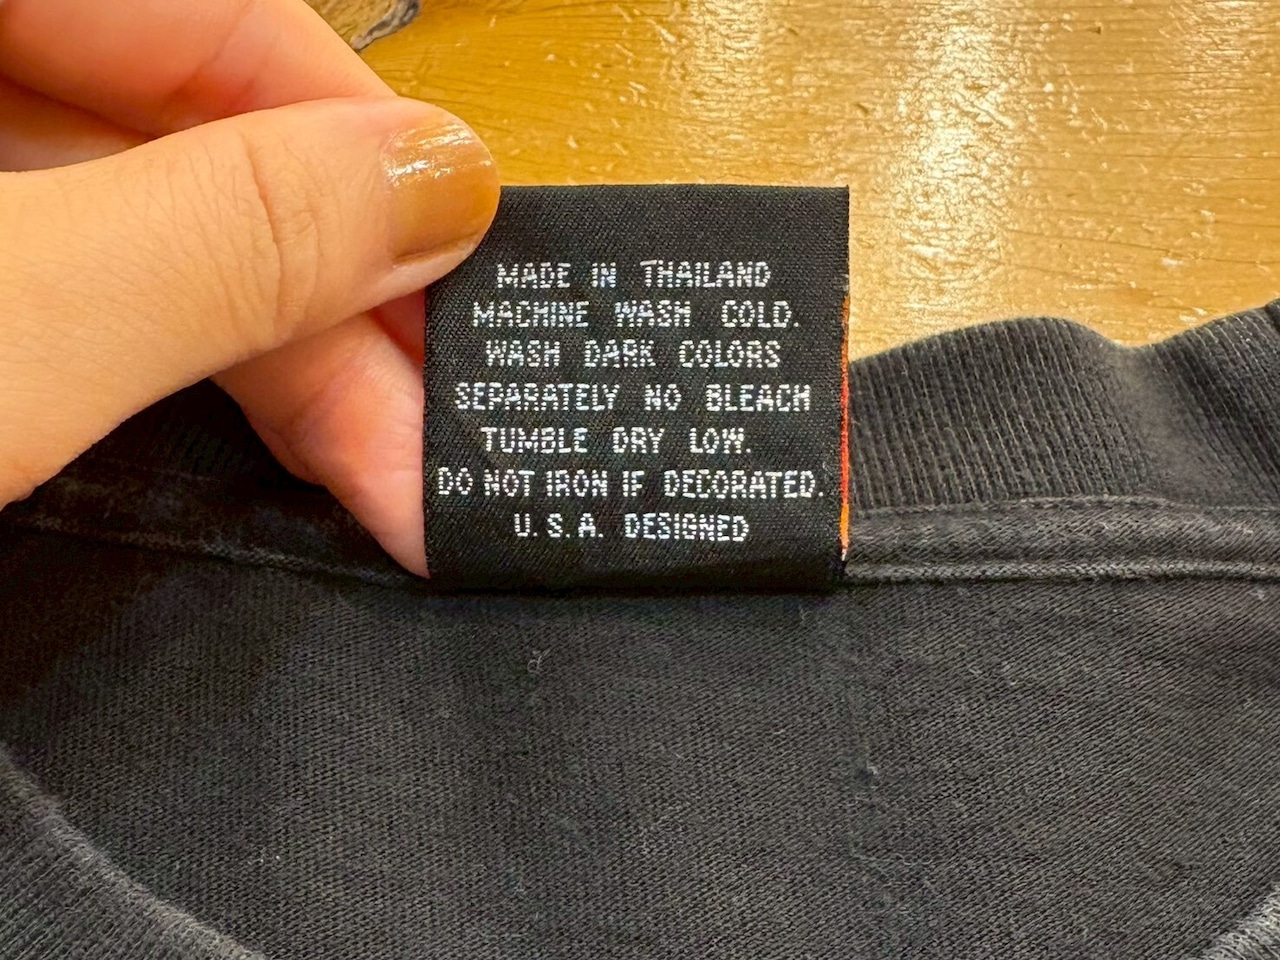 MADE IN THAILAND
MACHINE WASH COLD.
WASH DARK COLORS
SEPARATELY NO BLEACH
TUMBLE DRY LOW.
DO NOT IRON IF DECORATED.
U.S.A. DESIGNED